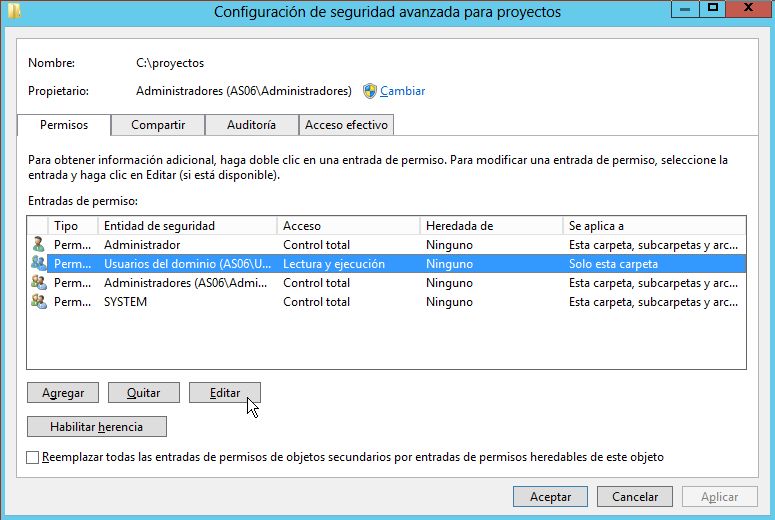 Configuración de seguridad avanzada para proyectos
Nombre: C:\proyectos
Propietario: Administradores (AS06\Administradores) Cambiar
Permisos Compartir Auditoría Acceso efectivo
Para obtener información adicional, haga doble clic en una entrada de permiso. Para modificar una entrada de permiso, seleccione la
entrada y haga clic en Editar (si está disponible).
Entradas de permiso:
Tipo Entidad de seguridad Acceso Heredada de Se aplica a
Perm... Administrador Control total Ninguno Esta carpeta, subcarpetas y arc...
Perm... Usuarios del dominio (AS06\U... Lectura y ejecución Ninguno Solo esta carpeta
Perm... Administradores (AS06\Admi... Control total Ninguno Esta carpeta, subcarpetas y arc...
Perm... SYSTEM Control total Ninguno Esta carpeta, subcarpetas y arc...
Agregar Quitar Editar
Habilitar herencia
Reemplazar todas las entradas de permisos de objetos secundarios por entradas de permisos heredables de este objeto
Aceptar Cancelar Aplicar